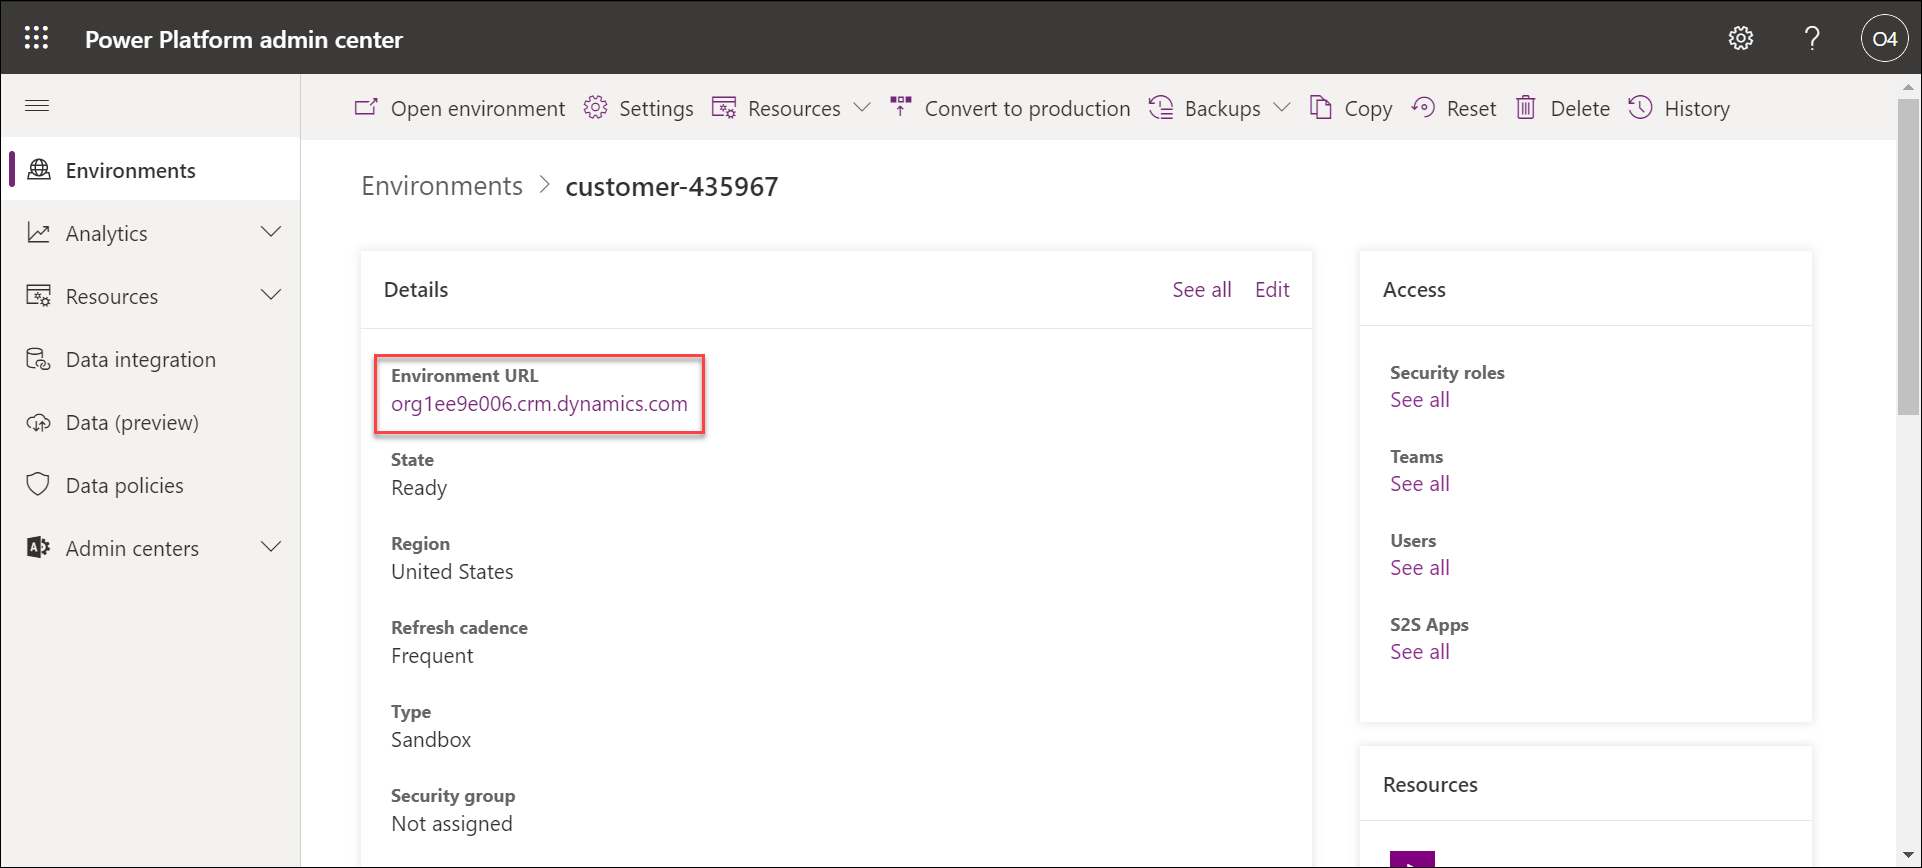 Power Platform admin center
?
O4
Open environment Settings Resources Convert to production Backups Copy Reset Delete History
Environments
Analytics
Resources
Data integration
Data (preview)
Data policies
Admin centers
Environments > customer-435967
Details
See all Edit
Environment URL
org1ee9e006.crm.dynamics.com
State
Ready
Region
United States
Refresh cadence
Frequent
Type
Sandbox
Security group
Not assigned
Access
Security roles
See all
Teams
See all
Users
See all
S2S Apps
See all
Resources